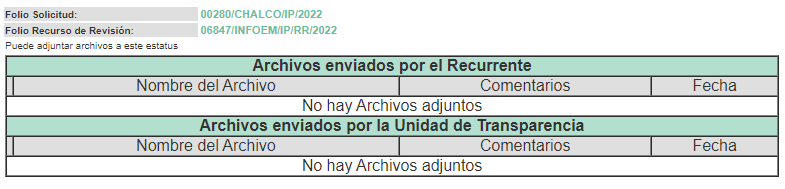 Folio Solicitud: 00280/CHALCO/IP/2022
Folio Recurso de Revisión: 06847/INFOEM/IP/RR/2022
Puede adjuntar archivos a este estatus
Archivos enviados por el Recurrente
Nombre del Archivo Comentarios Fecha
No hay Archivos adjuntos
Archivos enviados por la Unidad de Transparencia
Nombre del Archivo Comentarios Fecha
No hay Archivos adjuntos